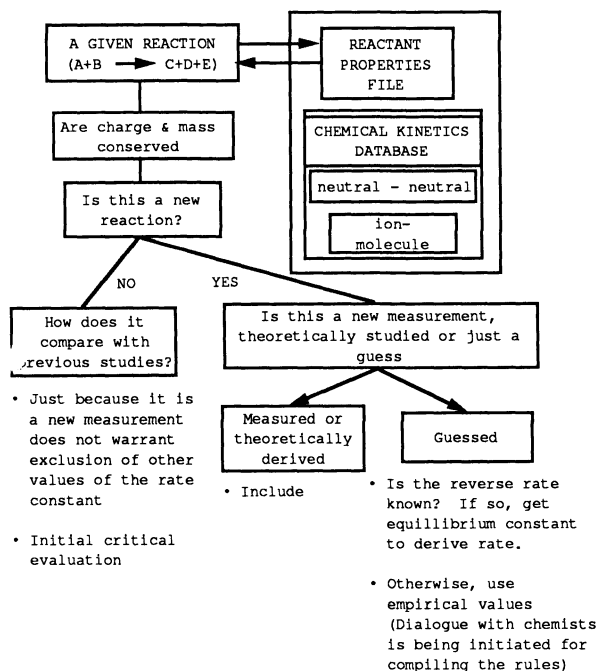 A GIVEN REACTION
(A+B → C+D+E)
REACTANT
PROPERTIES
FILE
CHEMICAL KINETICS
DATABASE
neutral - neutral
ion-
molecule
Are charge & mass
conserved
Is this a new
reaction?
NO
YES
How does it
compare with
previous studies?
• Just because it is
a new measurement
does not warrant
exclusion of other
values of the rate
constant
• Initial critical
evaluation
Is this a new measurement,
theoretically studied or just a
guess
Measured or
theoretically
derived
• Include
Guessed
• Is the reverse rate
known? If so, get
equillibrium constant
to derive rate.
• Otherwise, use
empirical values
(Dialogue with chemists
is being initiated for
compiling the rules)